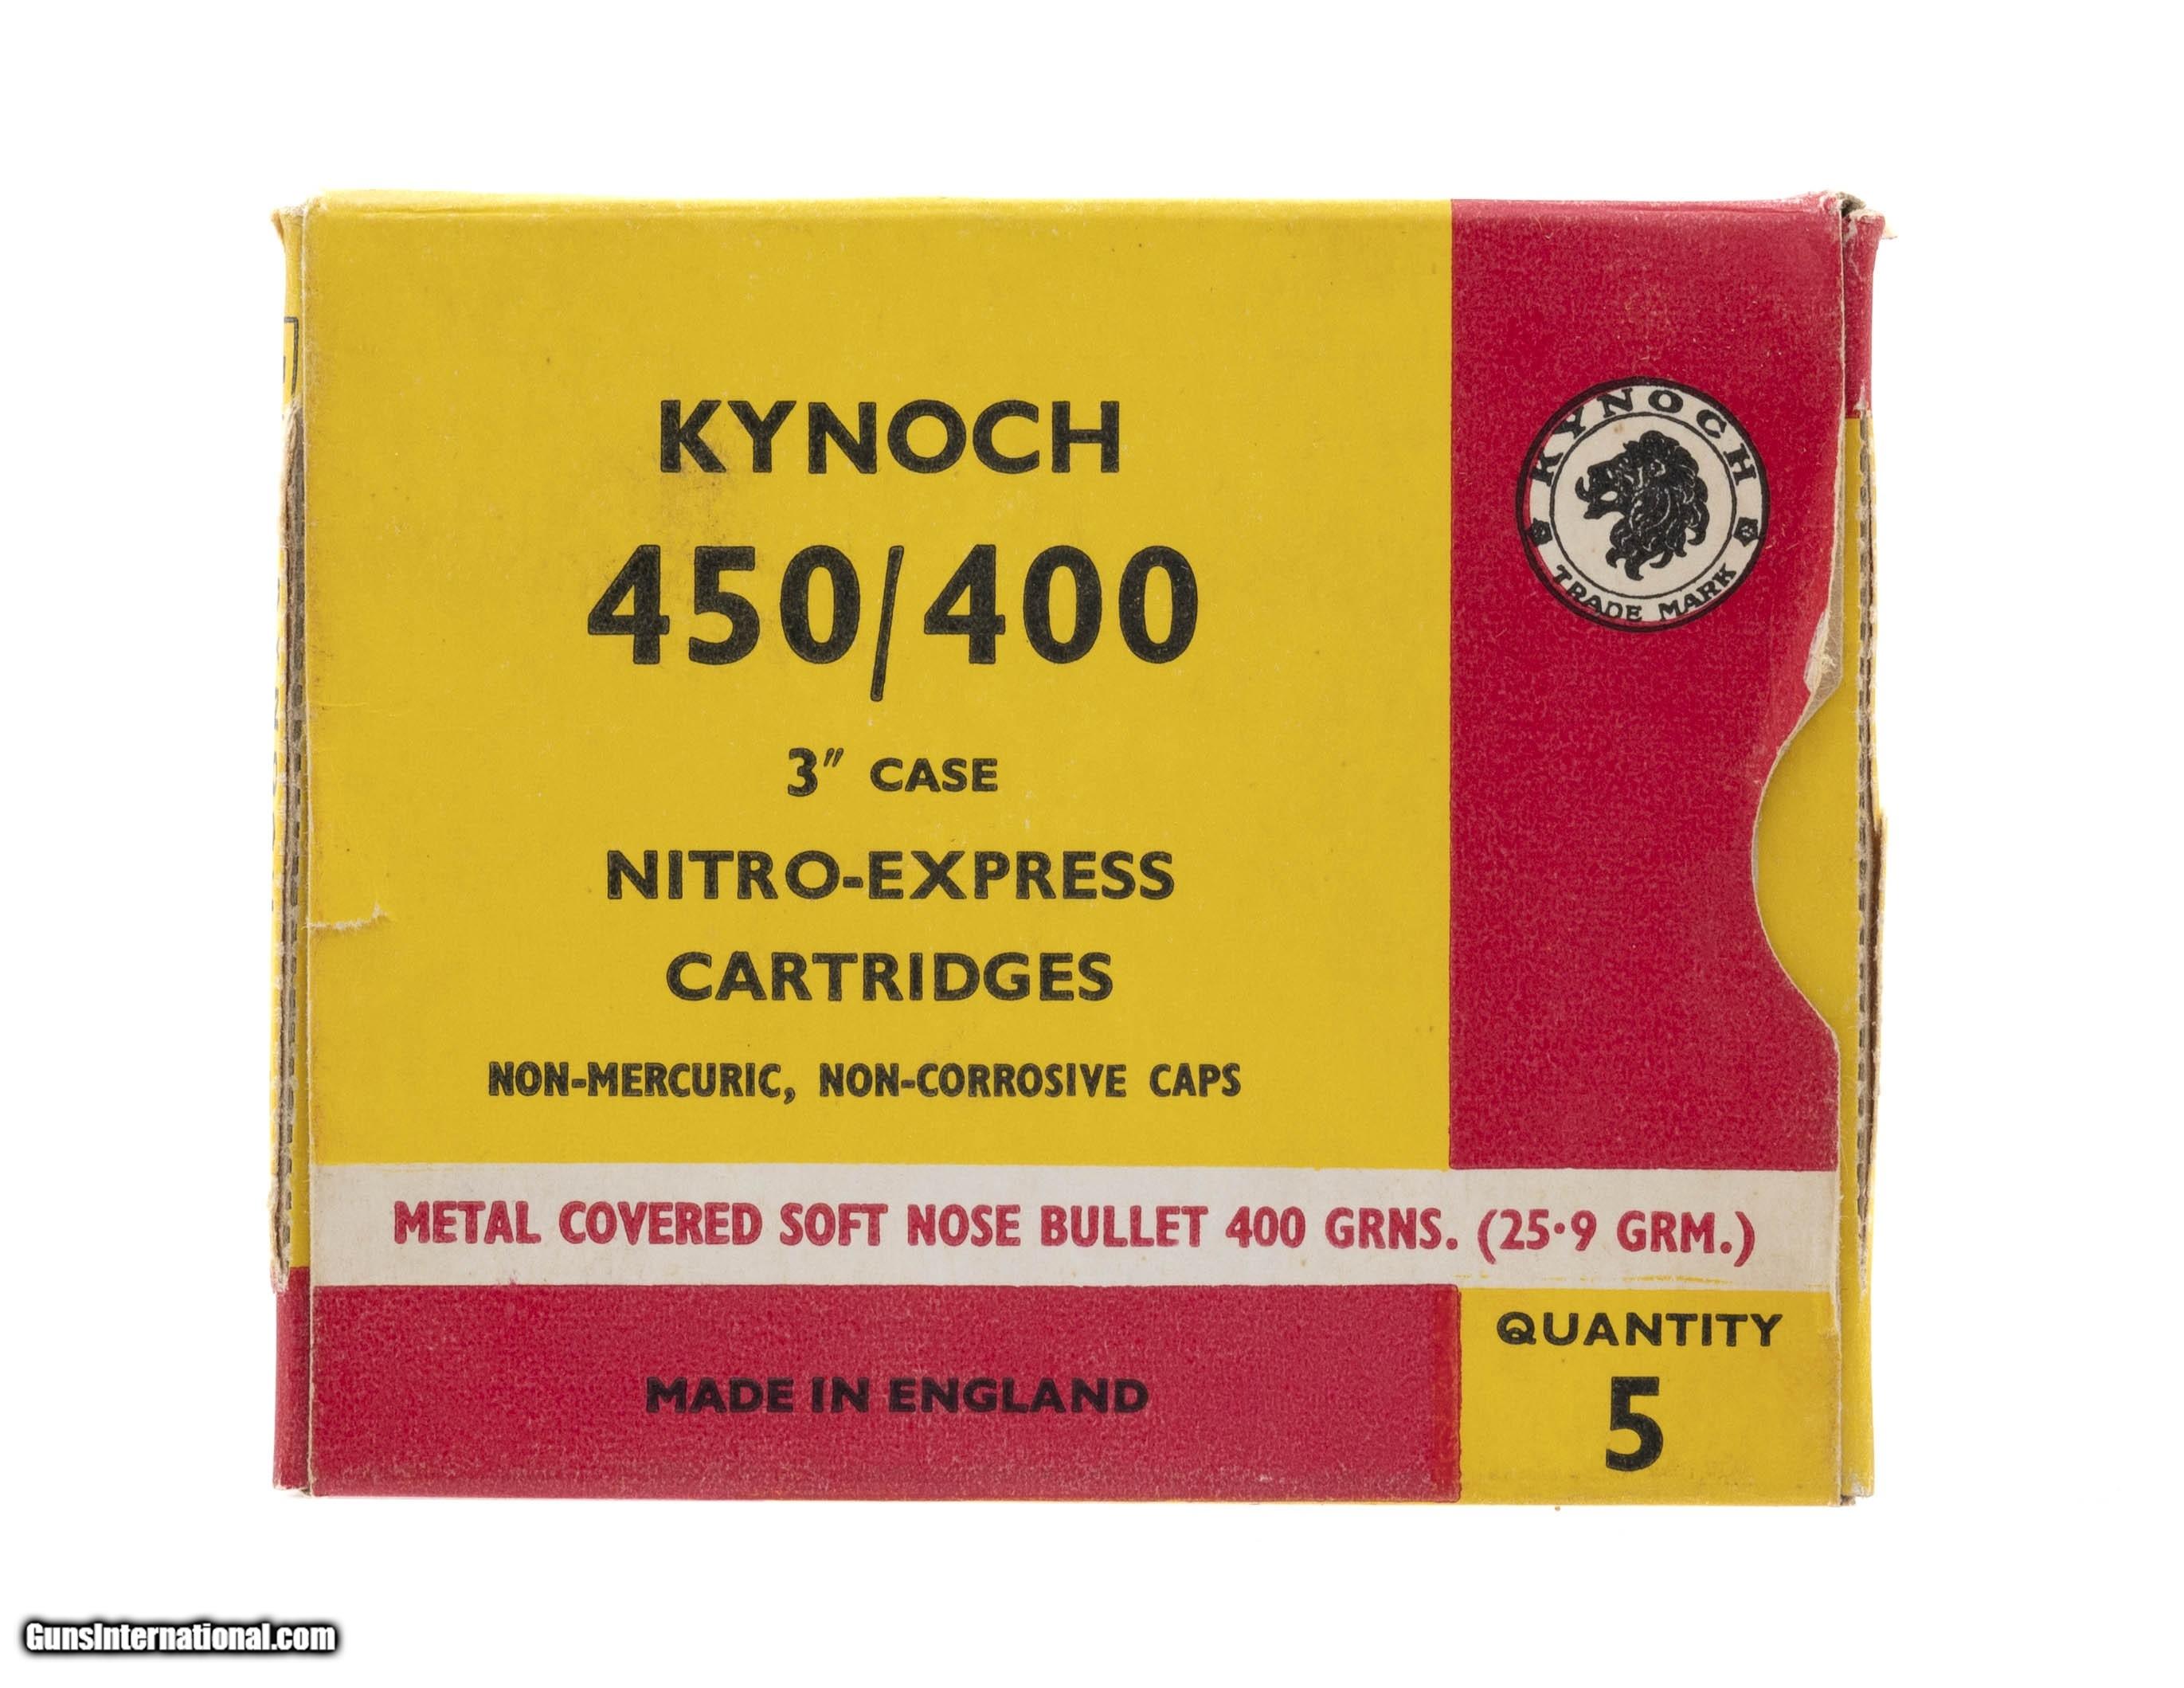 KYNOCH
450/400
3" CASE
NITRO-EXPRESS
CARTRIDGES
NON-MERCURIC, NON-CORROSIVE CAPS
KYNOCH
TRADE MARK
METAL COVERED SOFT NOSE BULLET 400 GRNS. (25·9 GRM.)
MADE IN ENGLAND
QUANTITY
5
GunsInternational.com